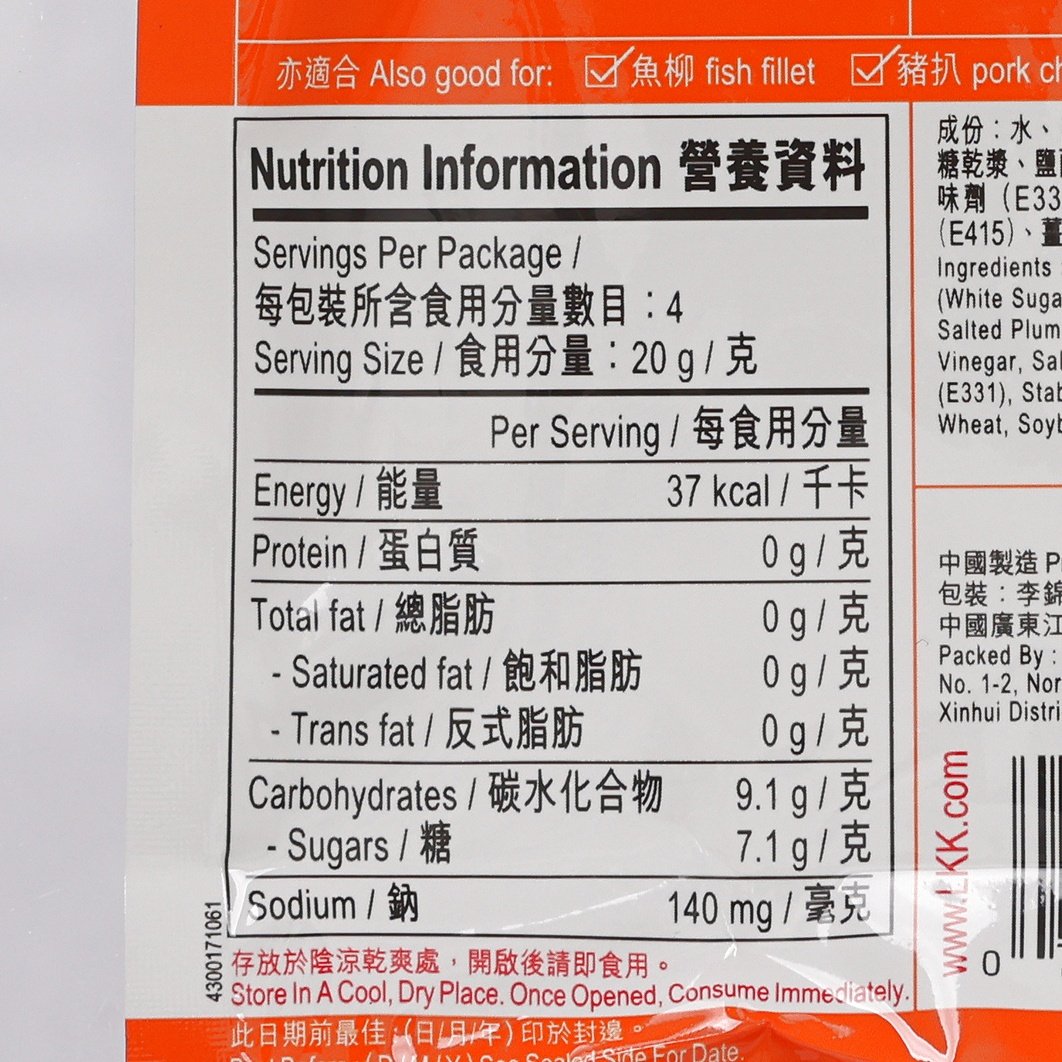 亦適合 Also good for: 魚柳 fish fillet 豬扒 pork
Nutrition Information 營養資料
Servings Per Package /
每包裝所含食用分量數目：4
Serving Size / 食用分量：20 g / 克
Per Serving / 每食用分量
Energy / 能量 37 kcal / 千卡
Protein / 蛋白質 0 g / 克
Total fat / 總脂肪 0 g / 克
- Saturated fat / 飽和脂肪 0 g / 克
- Trans fat / 反式脂肪 0 g / 克
Carbohydrates / 碳水化合物 9.1 g / 克
- Sugars / 糖 7.1 g / 克
Sodium / 鈉 140 mg / 毫克
4300171061
存放於陰涼乾爽處，開啟後請即食用。
Store In A Cool, Dry Place. Once Opened, Consume Immediately.
此日期前最佳：(日/月/年) 印於封邊。
See Sealed Side For Date.
成份：水、
糖乾漿、鹽
味劑（E33
(E415)、薑
Ingredients
(White Suga
Salted Plum
Vinegar, Sal
(E331), Stab
Wheat, Soyb
中國製造 P
包裝：李錦
中國廣東江
Packed By :
No. 1-2, Nor
Xinhui Distri
www.LKK.com
0